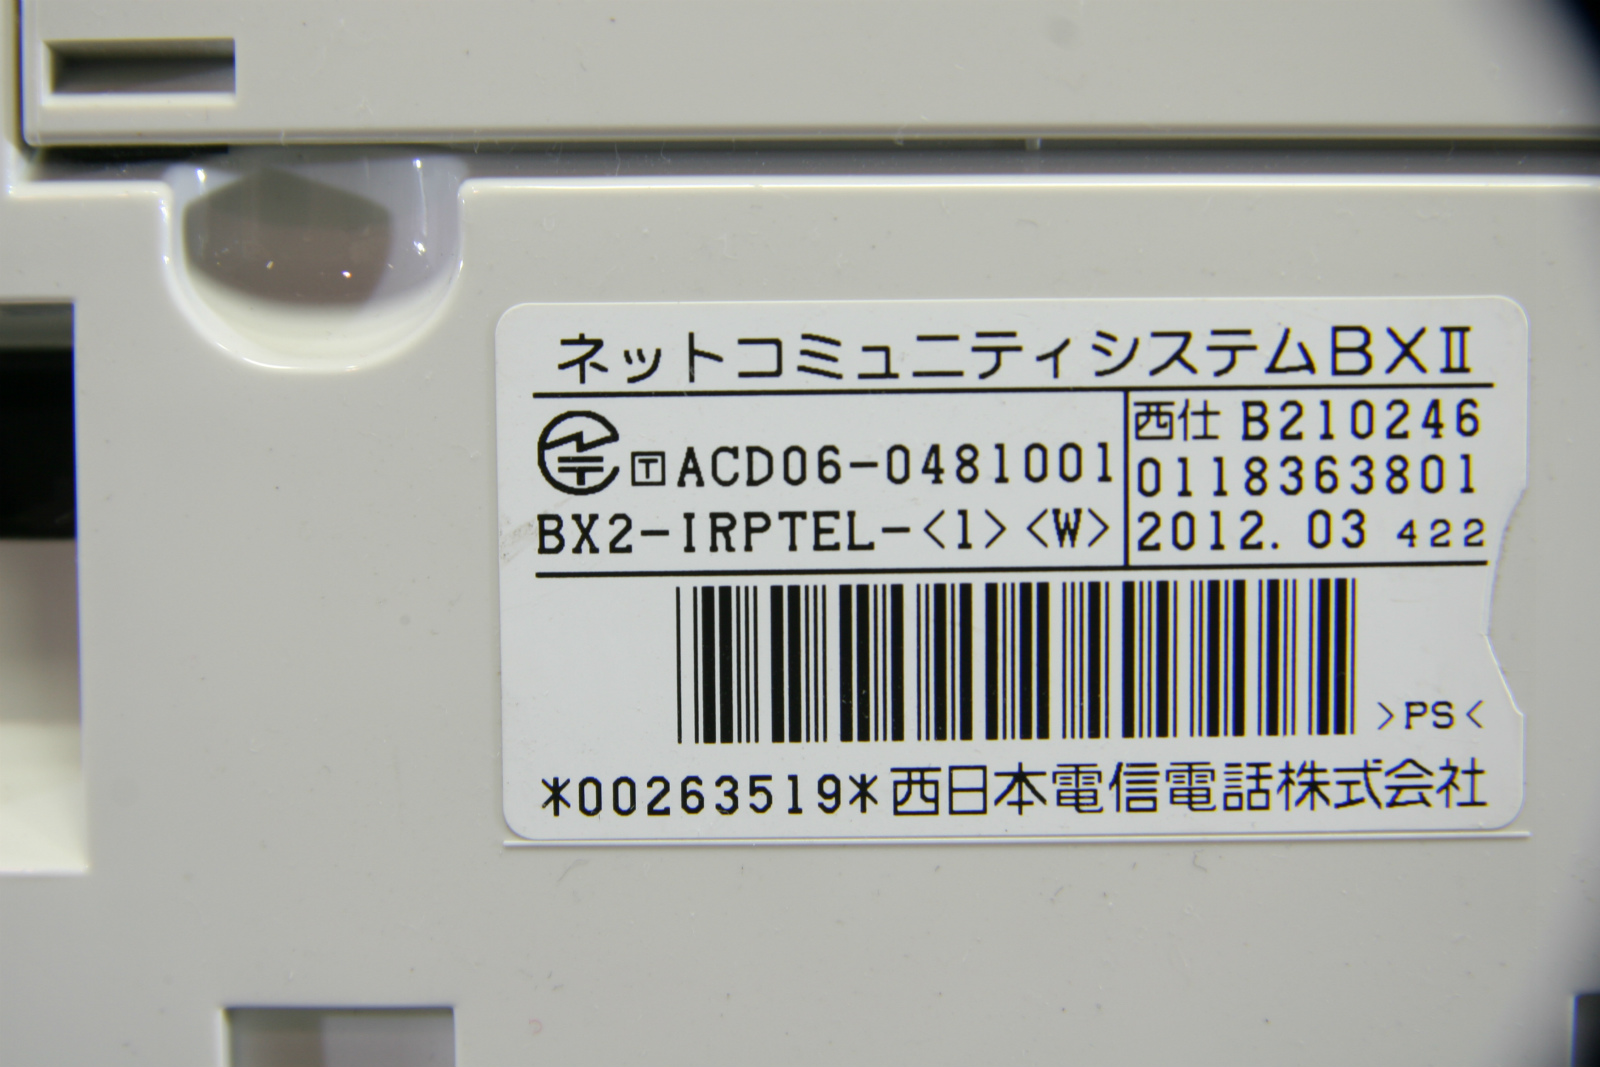 ネットコミュニティシステムBXⅡ
T ACD06-0481001
BX2-IRPTEL-<1><W>
西仕 B210246
0118363801
2012.03 422
>PS<
*00263519*西日本電信電話株式会社